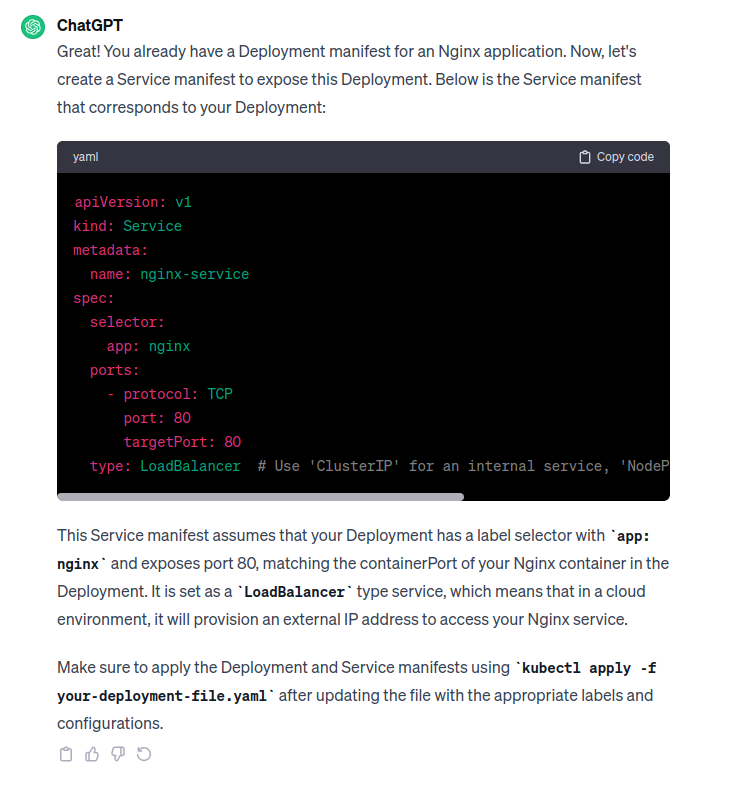 ChatGPT
Great! You already have a Deployment manifest for an Nginx application. Now, let's
create a Service manifest to expose this Deployment. Below is the Service manifest
that corresponds to your Deployment:
yaml
Copy code
apiVersion: v1
kind: Service
metadata:
  name: nginx-service
spec:
  selector:
    app: nginx
  ports:
    - protocol: TCP
      port: 80
      targetPort: 80
  type: LoadBalancer  # Use 'ClusterIP' for an internal service, 'NodeP
This Service manifest assumes that your Deployment has a label selector with `app:
nginx` and exposes port 80, matching the containerPort of your Nginx container in the
Deployment. It is set as a `LoadBalancer` type service, which means that in a cloud
environment, it will provision an external IP address to access your Nginx service.
Make sure to apply the Deployment and Service manifests using `kubectl apply -f
your-deployment-file.yaml` after updating the file with the appropriate labels and
configurations.